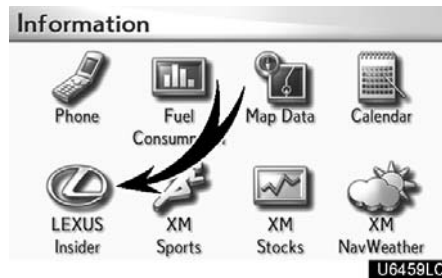 Information
Phone
Fuel
Map Data
Calendar
LEXUS
Insider
XM
Sports
XM
Stocks
XM
NavWeather
U6459LC